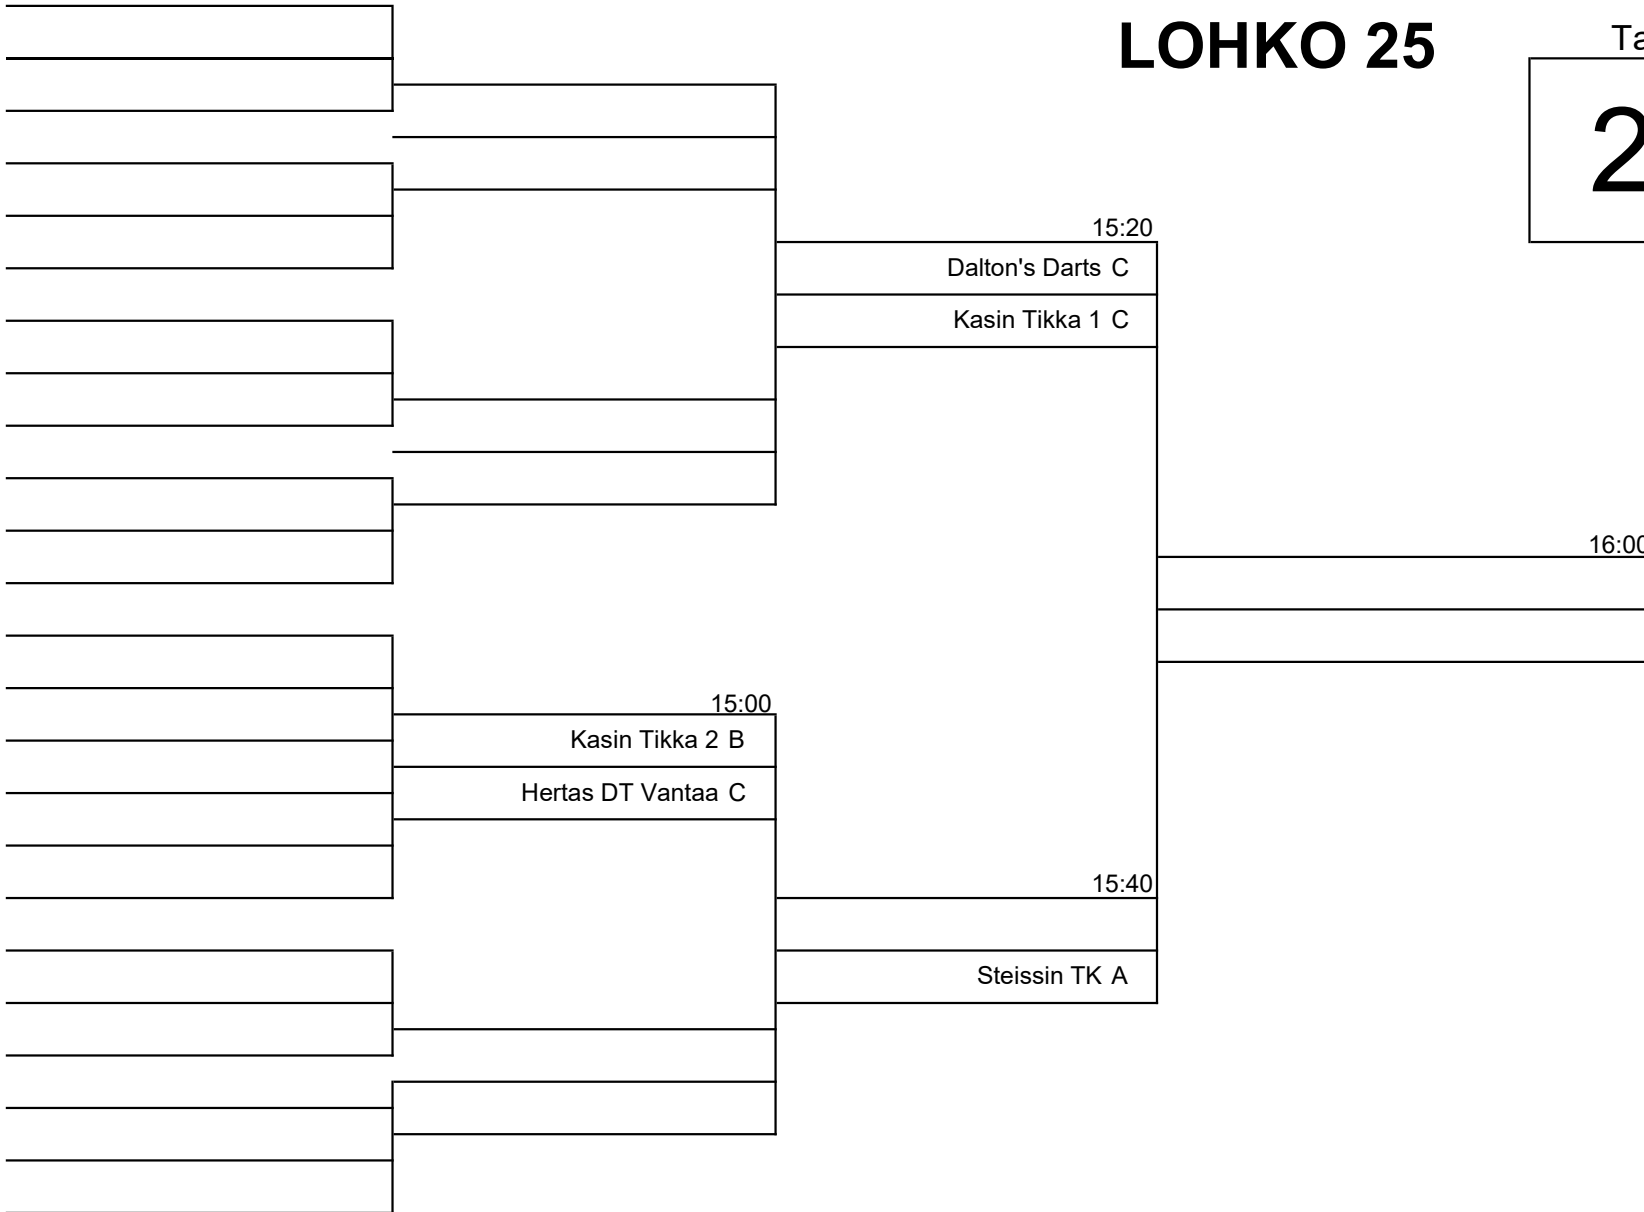 LOHKO 25
2
15:20
Dalton's Darts C
Kasin Tikka 1 C
16:00
15:00
Kasin Tikka 2 B
Hertas DT Vantaa C
15:40
Steissin TK A